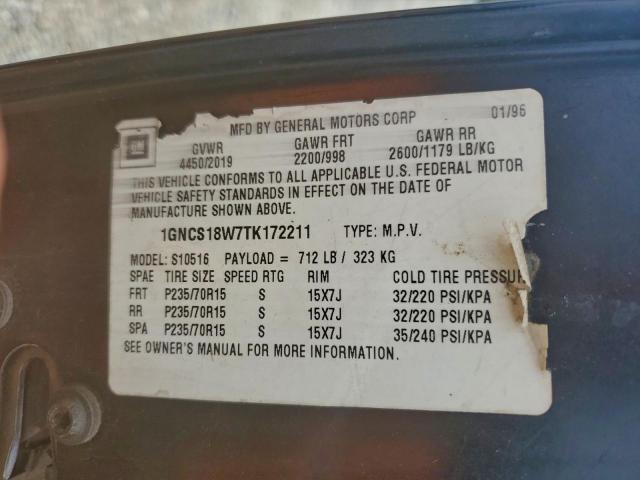 GM
MFD BY GENERAL MOTORS CORP 01/96
GVWR GAWR FRT GAWR RR
4450/2019 2200/998 2600/1179 LB/KG
THIS VEHICLE CONFORMS TO ALL APPLICABLE U.S. FEDERAL MOTOR
VEHICLE SAFETY STANDARDS IN EFFECT ON THE DATE OF
MANUFACTURE SHOWN ABOVE.
1GNCS18W7TK172211 TYPE: M.P.V.
MODEL: S10516 PAYLOAD = 712 LB / 323 KG
SPAE TIRE SIZE SPEED RTG RIM COLD TIRE PRESSUR
FRT P235/70R15 S 15X7J 32/220 PSI/KPA
RR P235/70R15 S 15X7J 32/220 PSI/KPA
SPA P235/70R15 S 15X7J 35/240 PSI/KPA
SEE OWNER'S MANUAL FOR MORE INFORMATION.